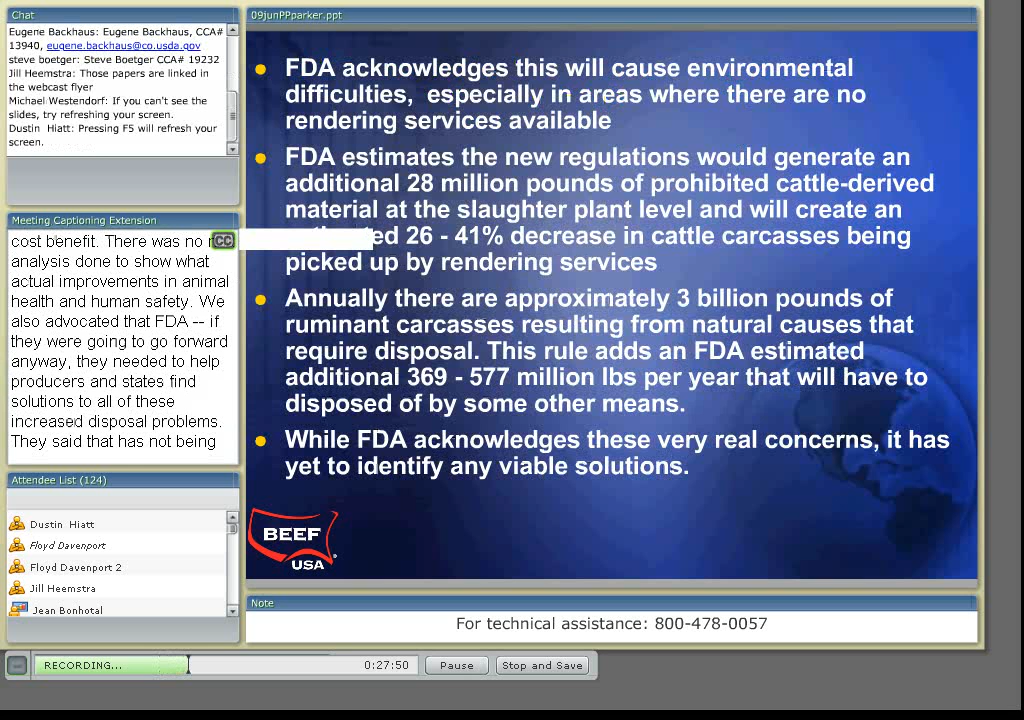 Chat
Eugene Backhaus: Eugene Backhaus, CCA#
13940, eugene.backhaus@co.usda.gov
steve boetger: Steve Boetger CCA# 19232
Jill Heemstra: Those papers are linked in
the webcast flyer
Michael Westendorf: If you can't see the
slides, try refreshing your screen.
Dustin Hiatt: Pressing F5 will refresh your
screen.
Meeting Captioning Extension
cost benefit. There was no
CC
analysis done to show what
actual improvements in animal
health and human safety. We
also advocated that FDA -- if
they were going to go forward
anyway, they needed to help
producers and states find
solutions to all of these
increased disposal problems.
They said that has not being
Attendee List (124)
Dustin Hiatt
Floyd Davenport
Floyd Davenport 2
Jill Heemstra
Jean Bonhotal
09junPPparker.ppt
FDA acknowledges this will cause environmental
difficulties, especially in areas where there are no
rendering services available
FDA estimates the new regulations would generate an
additional 28 million pounds of prohibited cattle-derived
material at the slaughter plant level and will create an
26 - 41% decrease in cattle carcasses being
picked up by rendering services
Annually there are approximately 3 billion pounds of
ruminant carcasses resulting from natural causes that
require disposal. This rule adds an FDA estimated
additional 369 - 577 million lbs per year that will have to
disposed of by some other means.
While FDA acknowledges these very real concerns, it has
yet to identify any viable solutions.
BEEF
USA
Note
For technical assistance: 800-478-0057
RECORDING...
0:27:50
Pause
Stop and Save